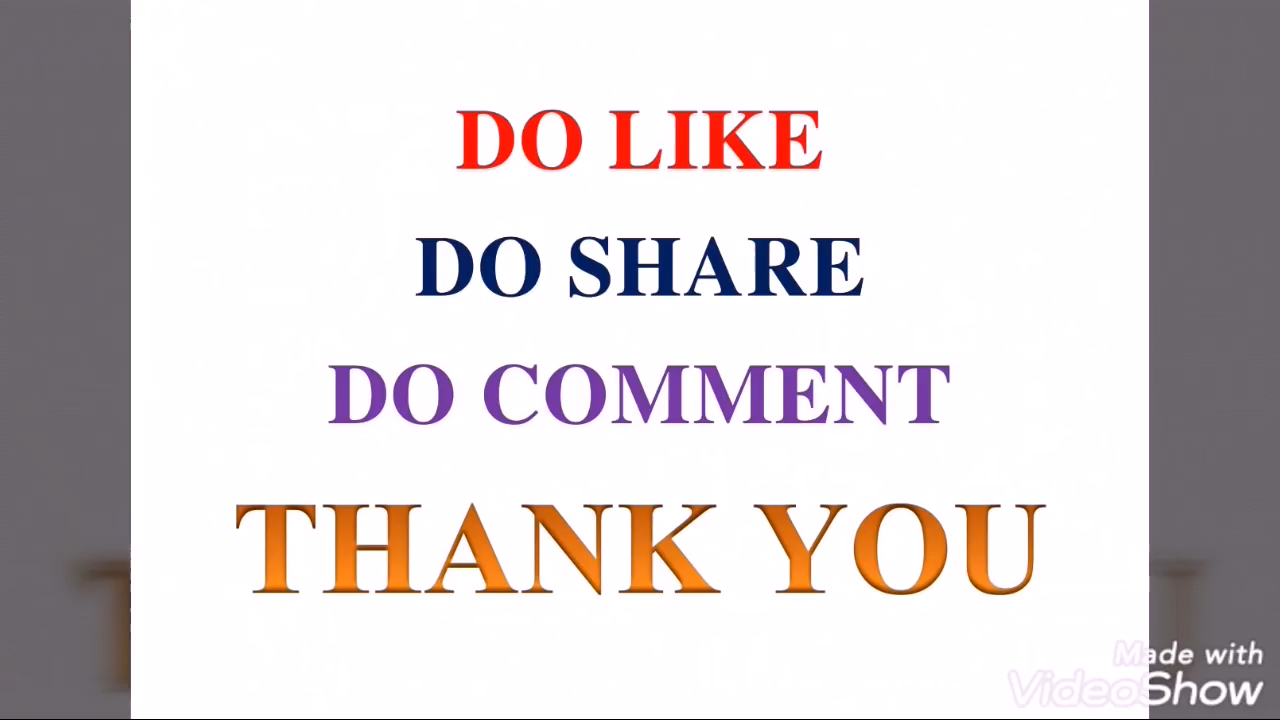 DO LIKE
DO SHARE
DO COMMENT
THANK YOU
Made with
VideoShow